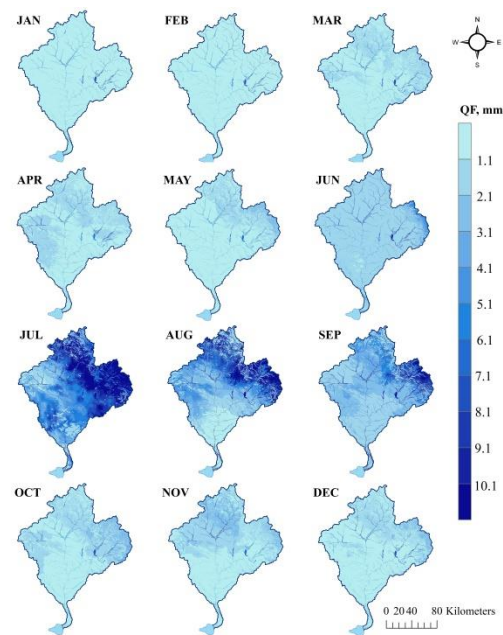 JAN
FEB
MAR
N
W
E
S
QF, mm
1.1
2.1
3.1
4.1
5.1
6.1
7.1
8.1
9.1
10.1
APR
MAY
JUN
JUL
AUG
SEP
OCT
NOV
DEC
0 20 40 80 Kilometers